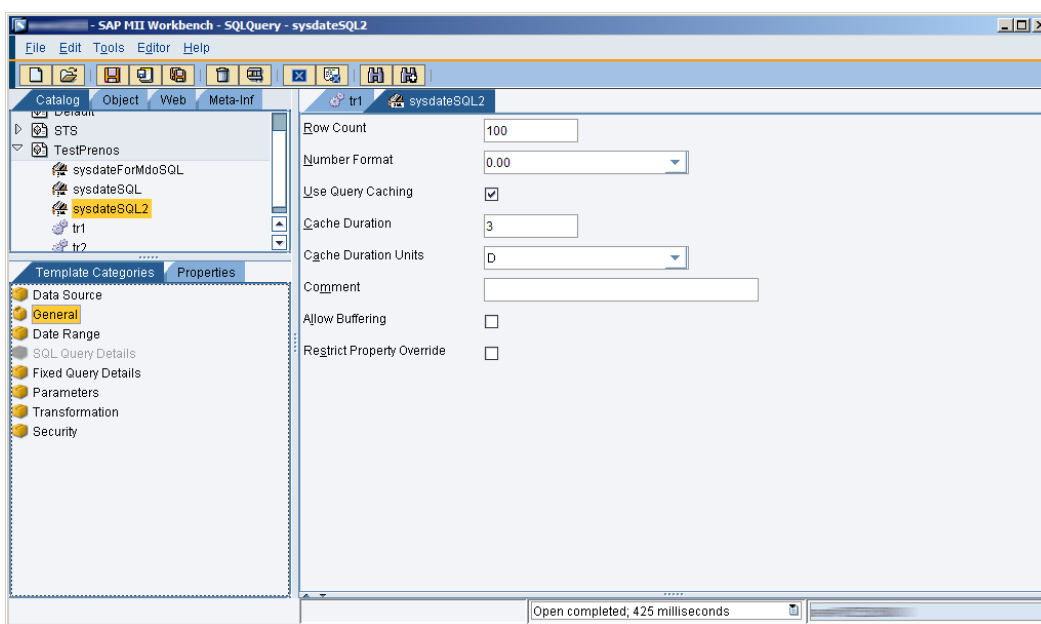 - SAP MII Workbench - SQLQuery - sysdateSQL2
File Edit Tools Editor Help
Catalog Object Web Meta-Inf
Default
STS
TestPrenos
sysdateForMdoSQL
sysdateSQL
sysdateSQL2
tr1
tr2
Template Categories Properties
Data Source
General
Date Range
SQL Query Details
Fixed Query Details
Parameters
Transformation
Security
tr1 sysdateSQL2
Row Count 100
Number Format 0.00
Use Query Caching
Cache Duration 3
Cache Duration Units D
Comment
Allow Buffering
Restrict Property Override
Open completed; 425 milliseconds